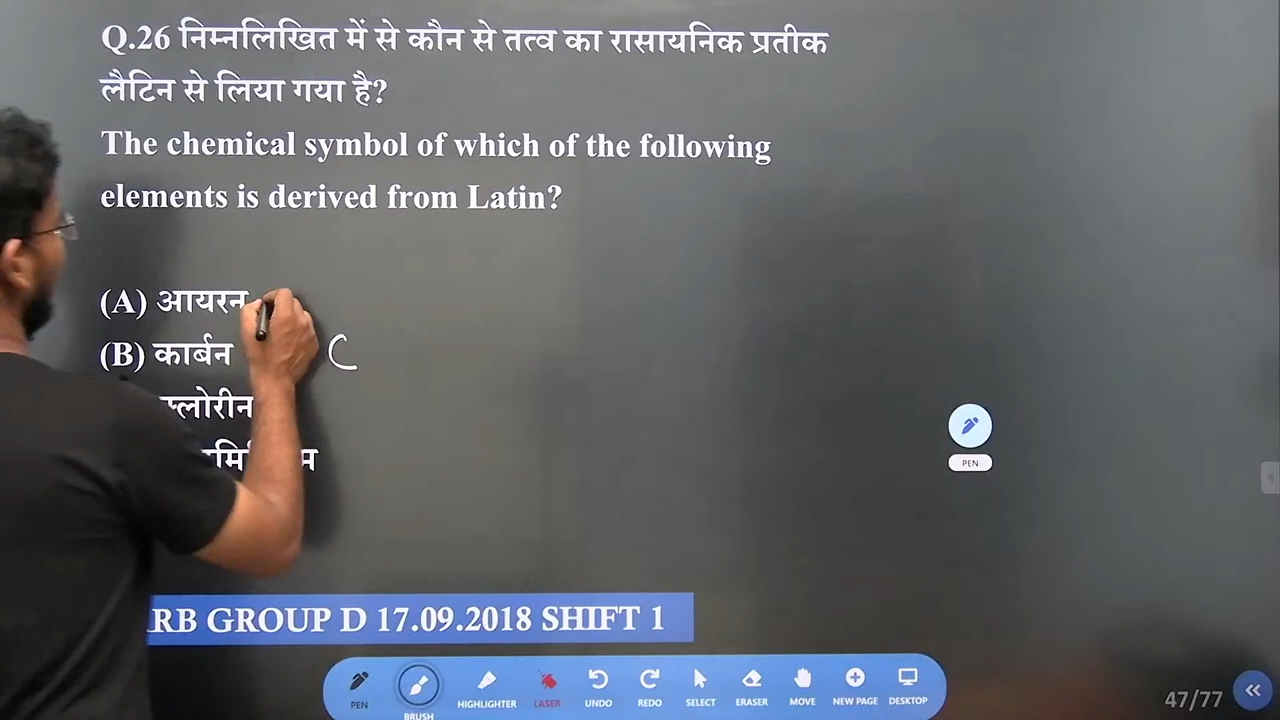 Q.26 निम्नलिखित में से कौन से तत्व का रासायनिक प्रतीक
लैटिन से लिया गया है?
The chemical symbol of which of the following
elements is derived from Latin?
(A) आयरन
(B) कार्बन C
RB GROUP D 17.09.2018 SHIFT 1
PEN
PEN
BRUSH
HIGHLIGHTER
LASER
UNDO
REDO
SELECT
ERASER
MOVE
NEW PAGE
DESKTOP
47/77